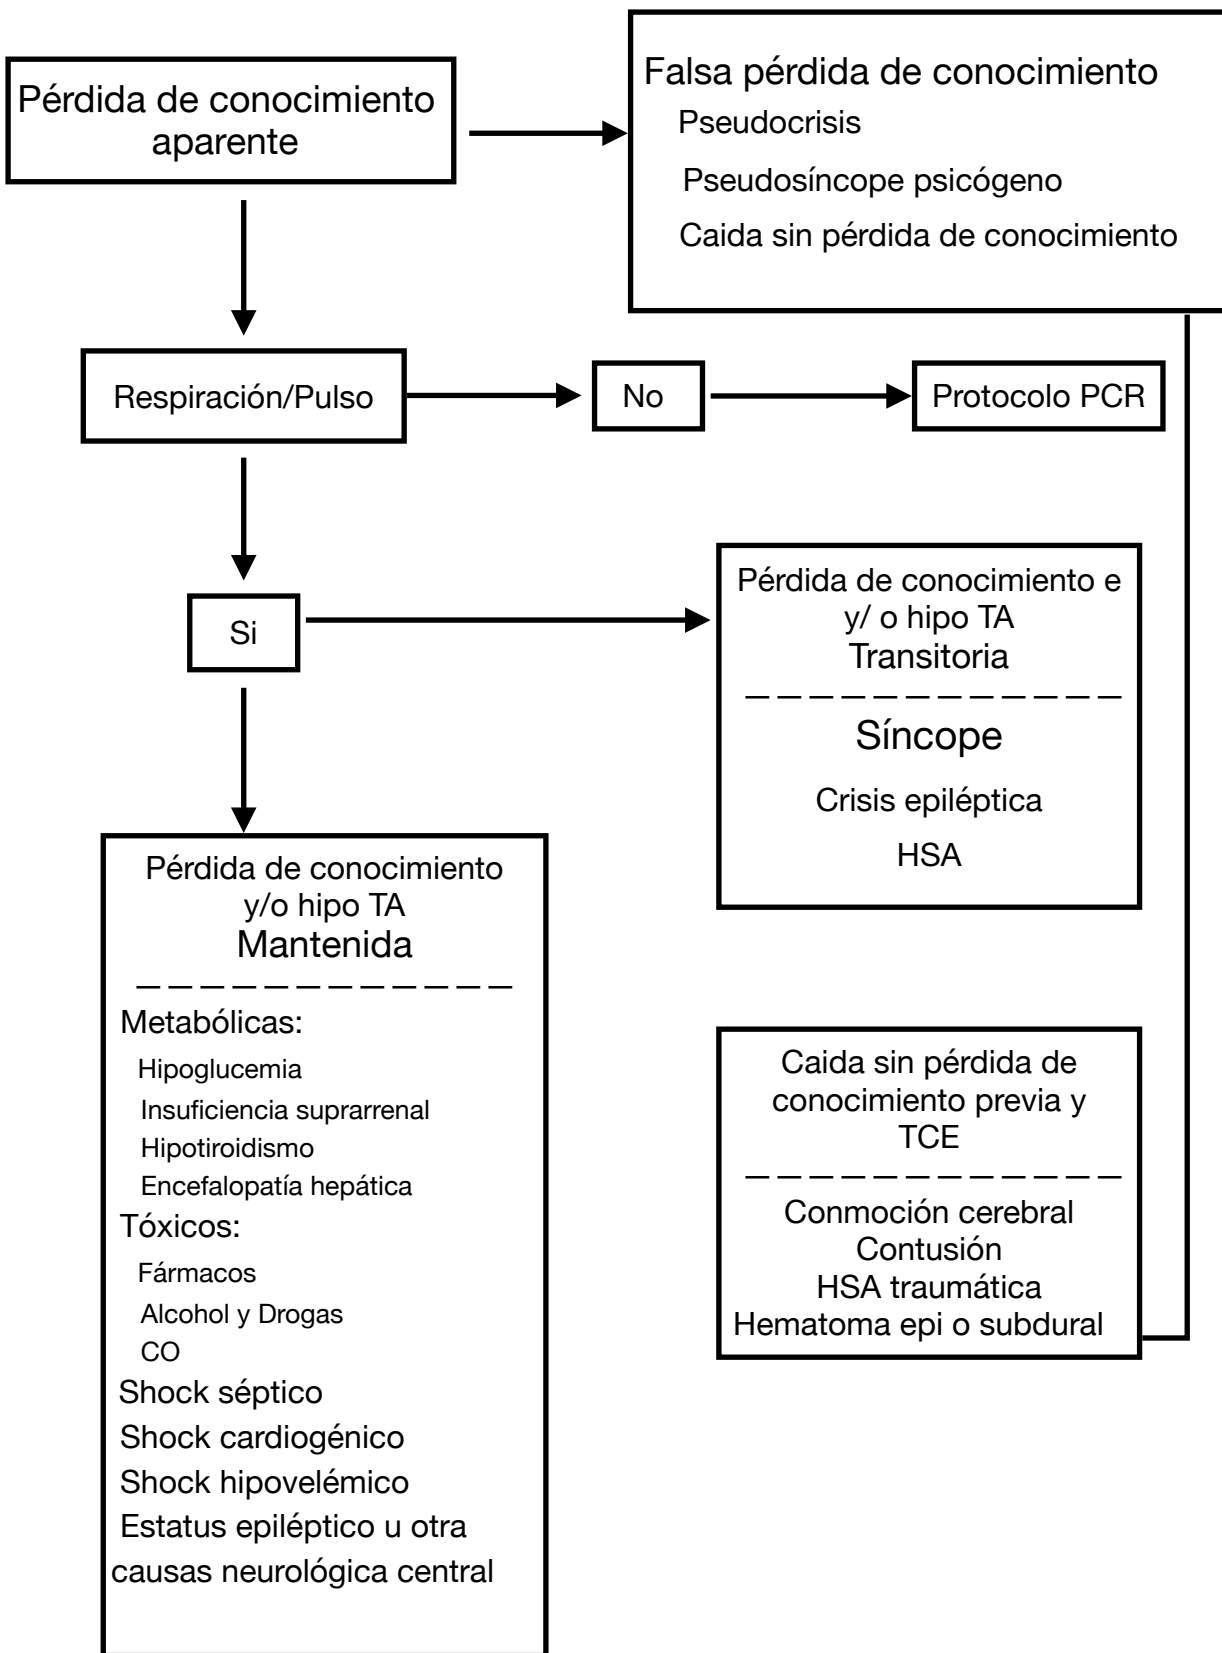 Pérdida de conocimiento
aparente
Falsa pérdida de conocimiento
Pseudocrisis
Pseudosíncope psicógeno
Caida sin pérdida de conocimiento
Respiración/Pulso
No
Protocolo PCR
Si
Pérdida de conocimiento e
y/ o hipo TA
Transitoria
Síncope
Crisis epiléptica
HSA
Pérdida de conocimiento
y/o hipo TA
Mantenida
Metabólicas:
Hipoglucemia
Insuficiencia suprarrenal
Hipotiroidismo
Encefalopatía hepática
Tóxicos:
Fármacos
Alcohol y Drogas
CO
Shock séptico
Shock cardiogénico
Shock hipovelémico
Estatus epiléptico u otra
causas neurológica central
Caida sin pérdida de
conocimiento previa y
TCE
Conmoción cerebral
Contusión
HSA traumática
Hematoma epi o subdural